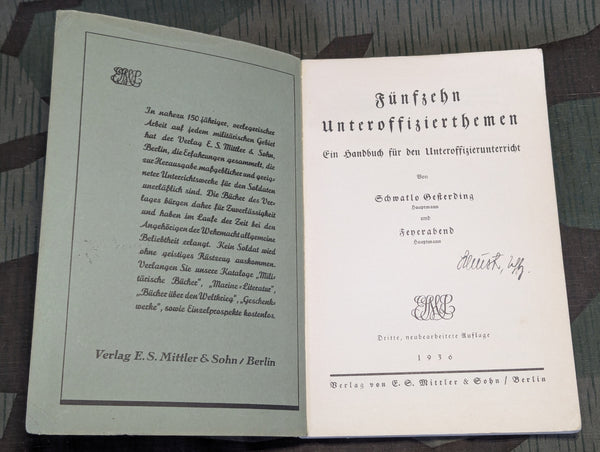 In nahezu 150 jähriger, verlegerischer
Arbeit auf jedem militärischen Gebiet
hat der Verlag E. S. Mittler & Sohn,
Berlin, die Erfahrungen gesammelt, die
zur Herausgabe maßgeblicher und geeig=
neter Unterrichtswerke für den Soldaten
unerläßlich sind. Die Bücher des Ver=
lages bürgen daher für Zuverlässigkeit
und haben im Laufe der Zeit bei den
Angehörigen der Wehrmacht allgemeine
Beliebtheit erlangt. Kein Soldat wird
ohne geistiges Rüstzeug auskommen.
Verlangen Sie unsere Kataloge "Mili=
tärische Bücher", "Marine=Literatur",
"Bücher über den Weltkrieg", "Geschenk=
werke", sowie Einzelprospekte kostenlos.
Verlag E. S. Mittler & Sohn / Berlin
Fünfzehn
Unteroffizierthemen
Ein Handbuch für den Unteroffizierunterricht
Von
Schwatlo Gesterding
Hauptmann
und
Feyerabend
Hauptmann
Dritte, neubearbeitete Auflage
1936
Verlag von E. S. Mittler & Sohn / Berlin